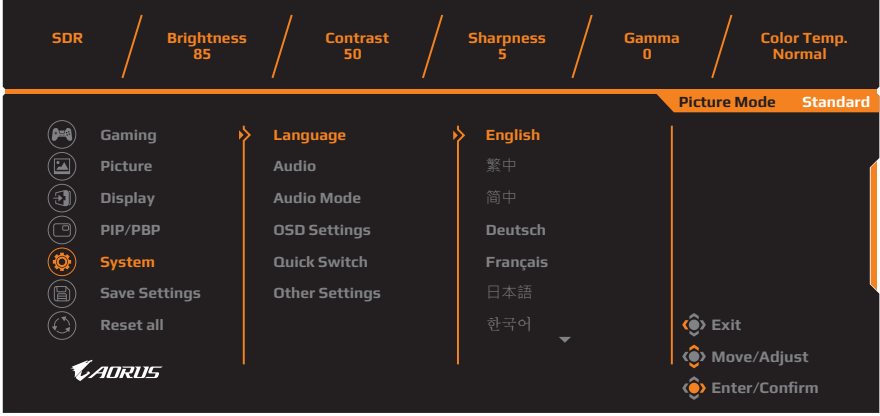 SDR
Brightness
85
Contrast
50
Sharpness
5
Gamma
0
Color Temp.
Normal
Picture Mode Standard
Gaming
Picture
Display
PIP/PBP
System
Save Settings
Reset all
Language
Audio
Audio Mode
OSD Settings
Quick Switch
Other Settings
English
繁中
简中
Deutsch
Français
日本語
한국어
Exit
Move/Adjust
Enter/Confirm
AORUS